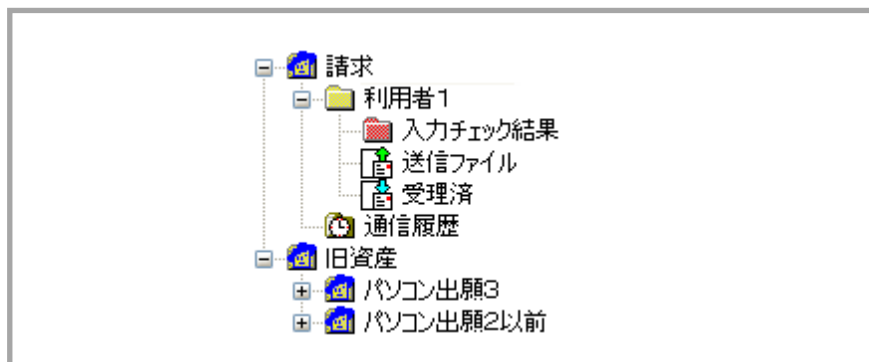 請求
利用者1
入力チェック結果
送信ファイル
受理済
通信履歴
旧資産
パソコン出願3
パソコン出願2以前